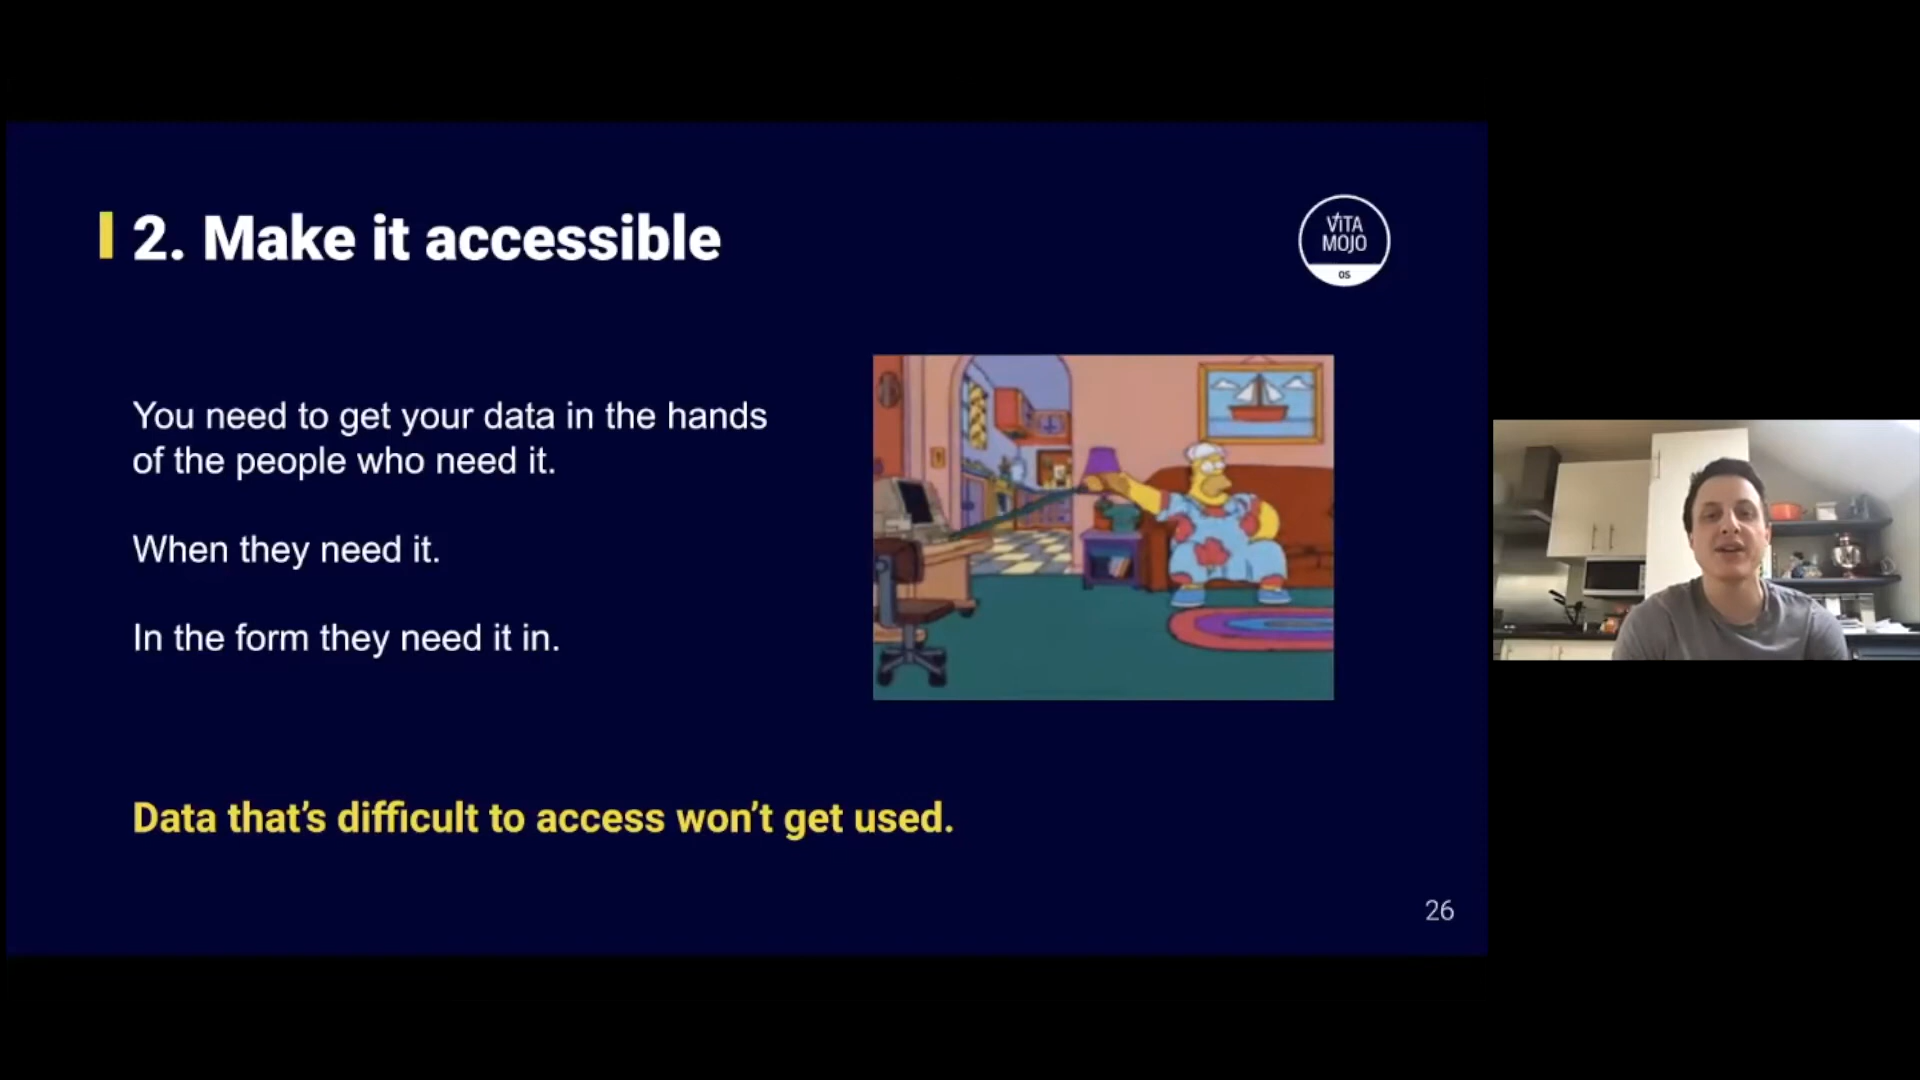 2. Make it accessible
VITA
MOJO
OS
You need to get your data in the hands
of the people who need it.
When they need it.
In the form they need it in.
Data that’s difficult to access won’t get used.
26